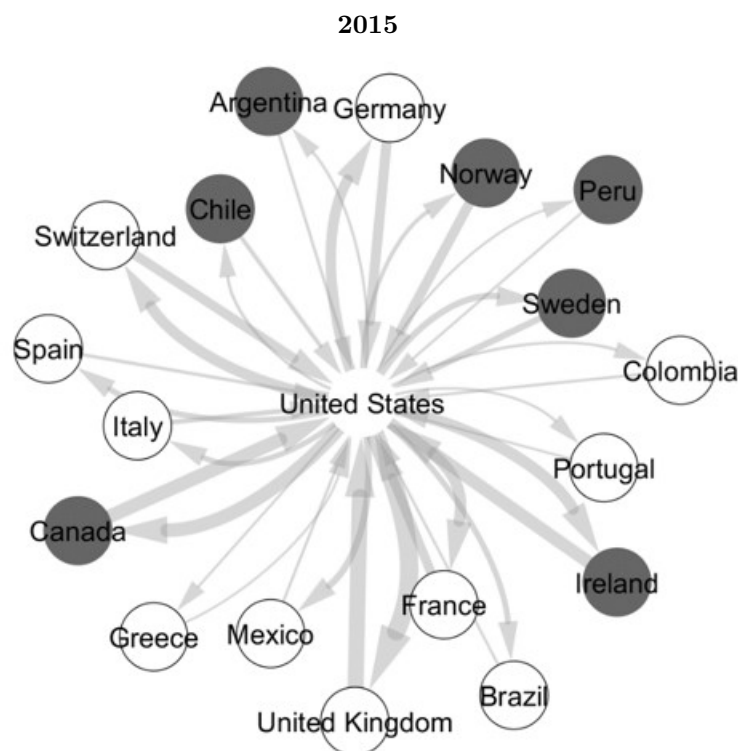 2015
Argentina
Germany
Norway
Peru
Chile
Switzerland
Sweden
Spain
Colombia
United States
Italy
Portugal
Canada
Ireland
France
Greece
Mexico
Brazil
United Kingdom